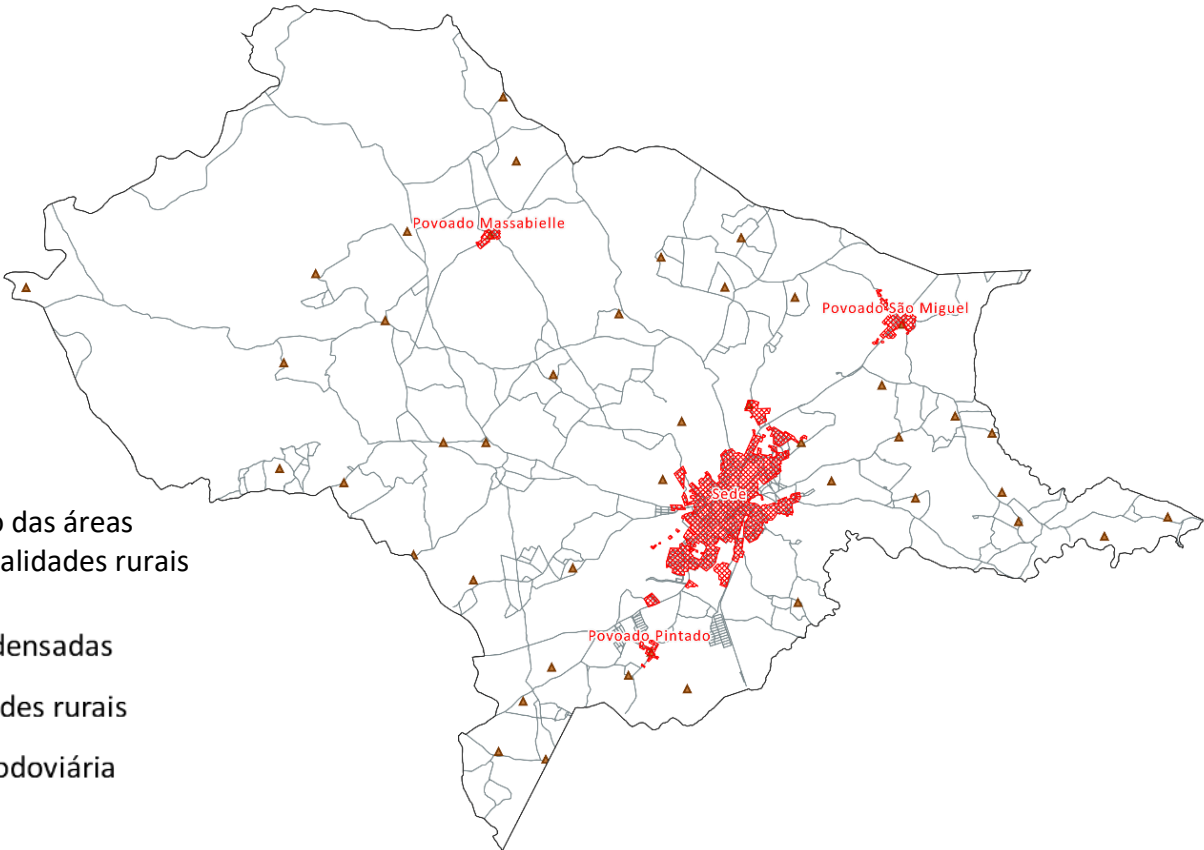 Povoado Massabielle
Povoado São Miguel
Sede
o das áreas
alidades rurais
Povoado Pintado
densadas
des rurais
odoviária